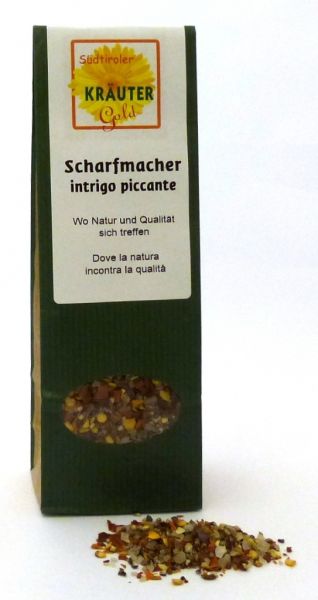 Südtiroler
KRÄUTER
Gold
Scharfmacher
intrigo piccante
Wo Natur und Qualität
sich treffen
Dove la natura
incontra la qualità